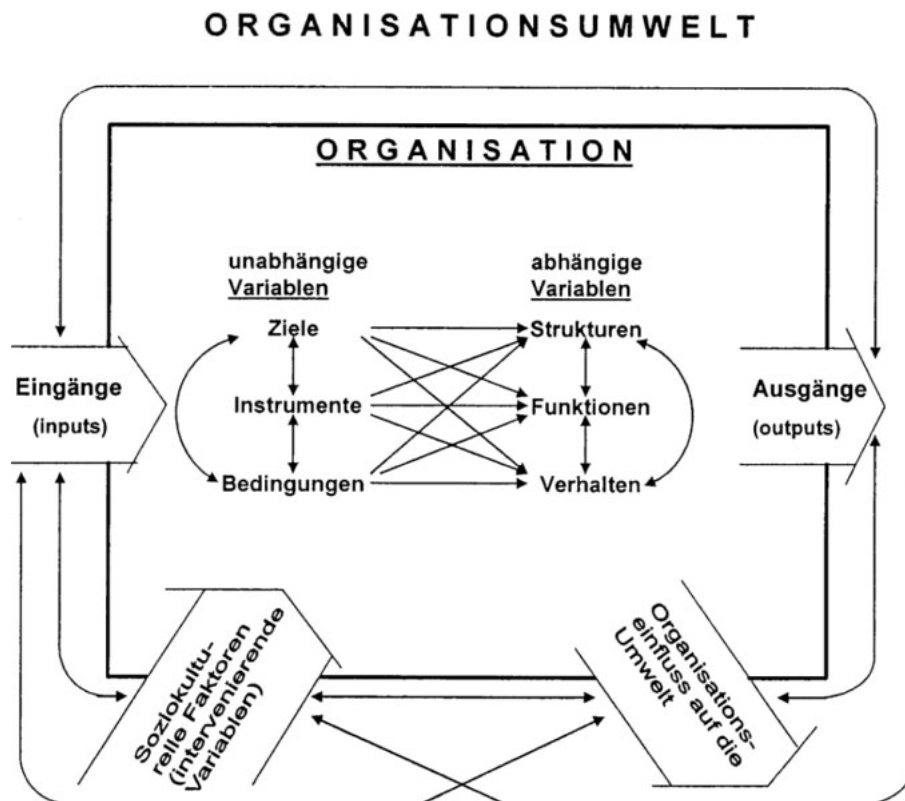 ORGANISATIONSUMWELT
ORGANISATION
unabhängige
Variablen
abhängige
Variablen
Ziele
Strukturen
Eingänge
(inputs)
Instrumente
Funktionen
Ausgänge
(outputs)
Bedingungen
Verhalten
Soziokultu-
relle Faktoren
(intervenierende
Variablen)
Organisations-
einfluss auf die
Umwelt